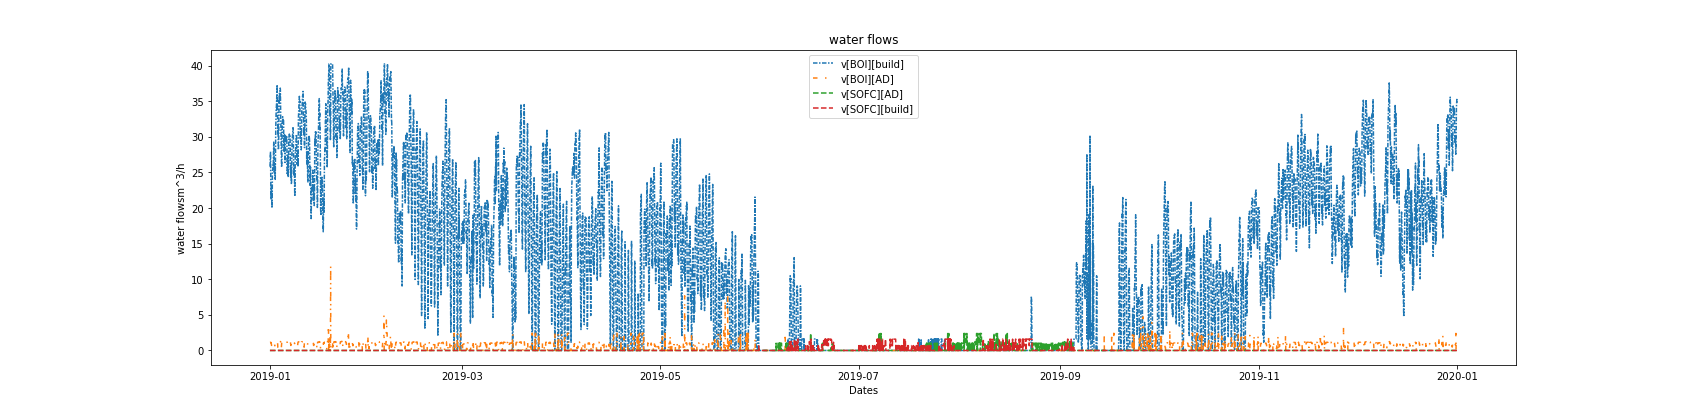 water flows
v[BOI][build]
v[BOI][AD]
v[SOFC][AD]
v[SOFC][build]
water flowsm^3/h
40
35
30
25
20
15
10
5
0
2019-01 2019-03 2019-05 2019-07 2019-09 2019-11 2020-01
Dates